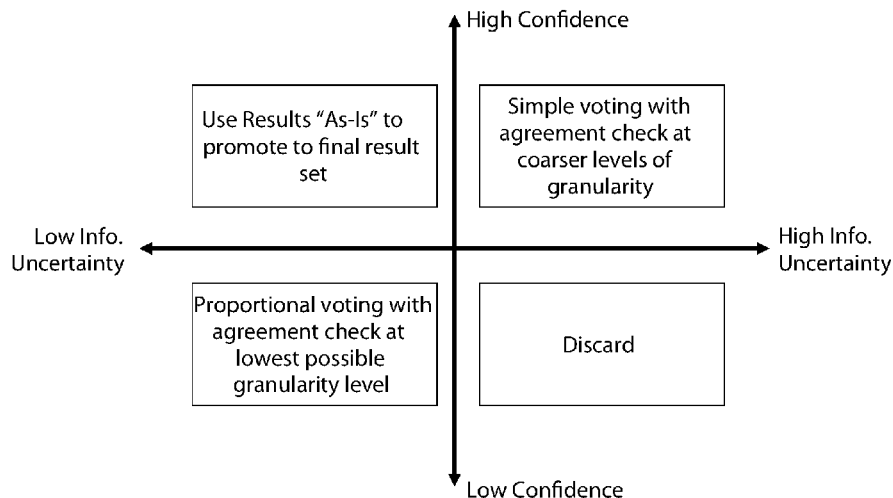 High Confidence
Use Results “As-Is” to
promote to final result
set
Simple voting with
agreement check at
coarser levels of
granularity
Low Info.
Uncertainty
High Info.
Uncertainty
Proportional voting with
agreement check at
lowest possible
granularity level
Discard
Low Confidence